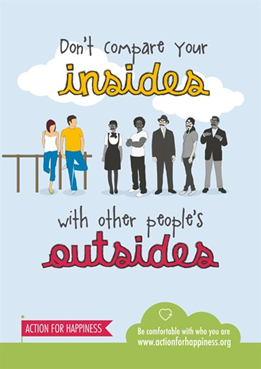 Don't compare your
insides
with other people's
outsides
ACTION FOR HAPPINESS
Be comfortable with who you are
www.actionforhappiness.org